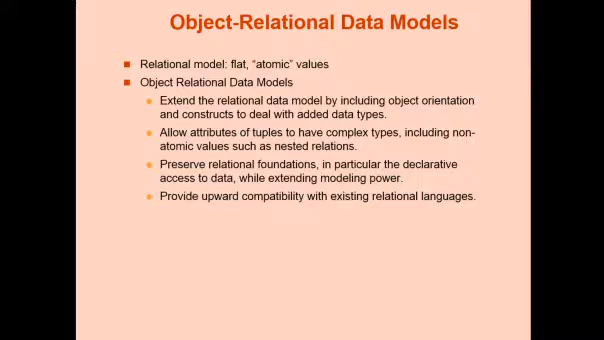 Object-Relational Data Models
Relational model: flat, “atomic” values
Object Relational Data Models
Extend the relational data model by including object orientation
and constructs to deal with added data types.
Allow attributes of tuples to have complex types, including non-
atomic values such as nested relations.
Preserve relational foundations, in particular the declarative
access to data, while extending modeling power.
Provide upward compatibility with existing relational languages.